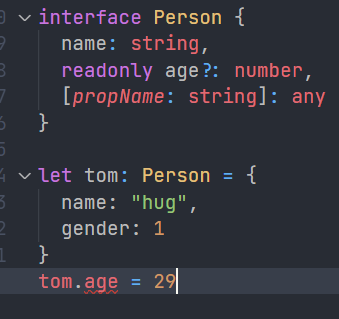 interface Person {
name: string,
readonly age?: number,
[propName: string]: any
}
let tom: Person = {
name: "hug",
gender: 1
}
tom.age = 29